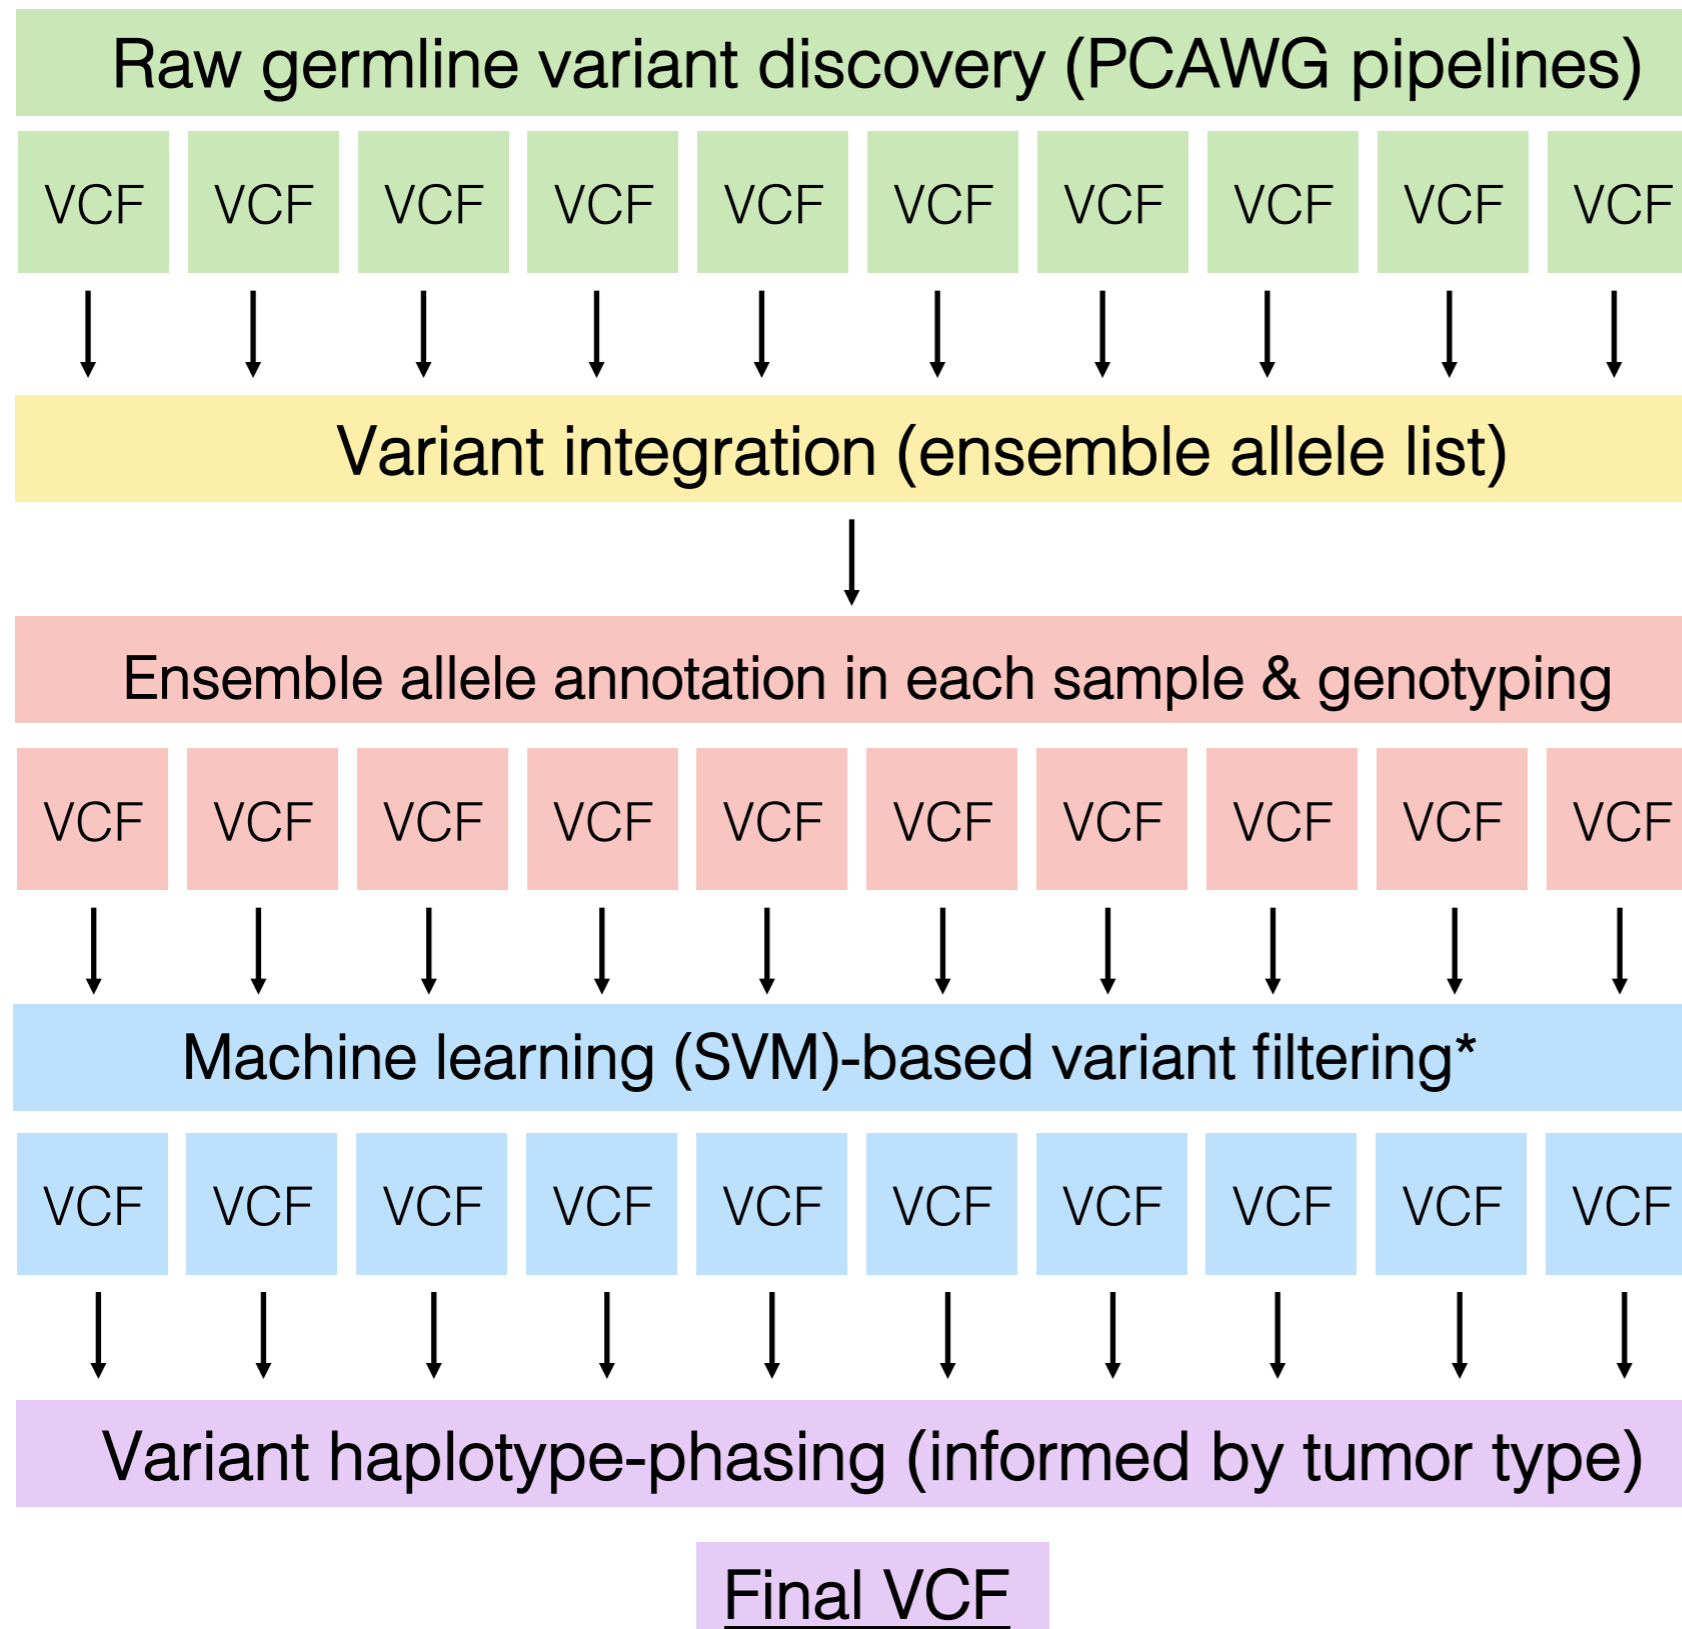 Raw germline variant discovery (PCAWG pipelines)
VCF VCF VCF VCF VCF VCF VCF VCF VCF VCF
Variant integration (ensemble allele list)
Ensemble allele annotation in each sample & genotyping
VCF VCF VCF VCF VCF VCF VCF VCF VCF VCF
Machine learning (SVM)-based variant filtering*
VCF VCF VCF VCF VCF VCF VCF VCF VCF VCF
Variant haplotype-phasing (informed by tumor type)
Final VCF